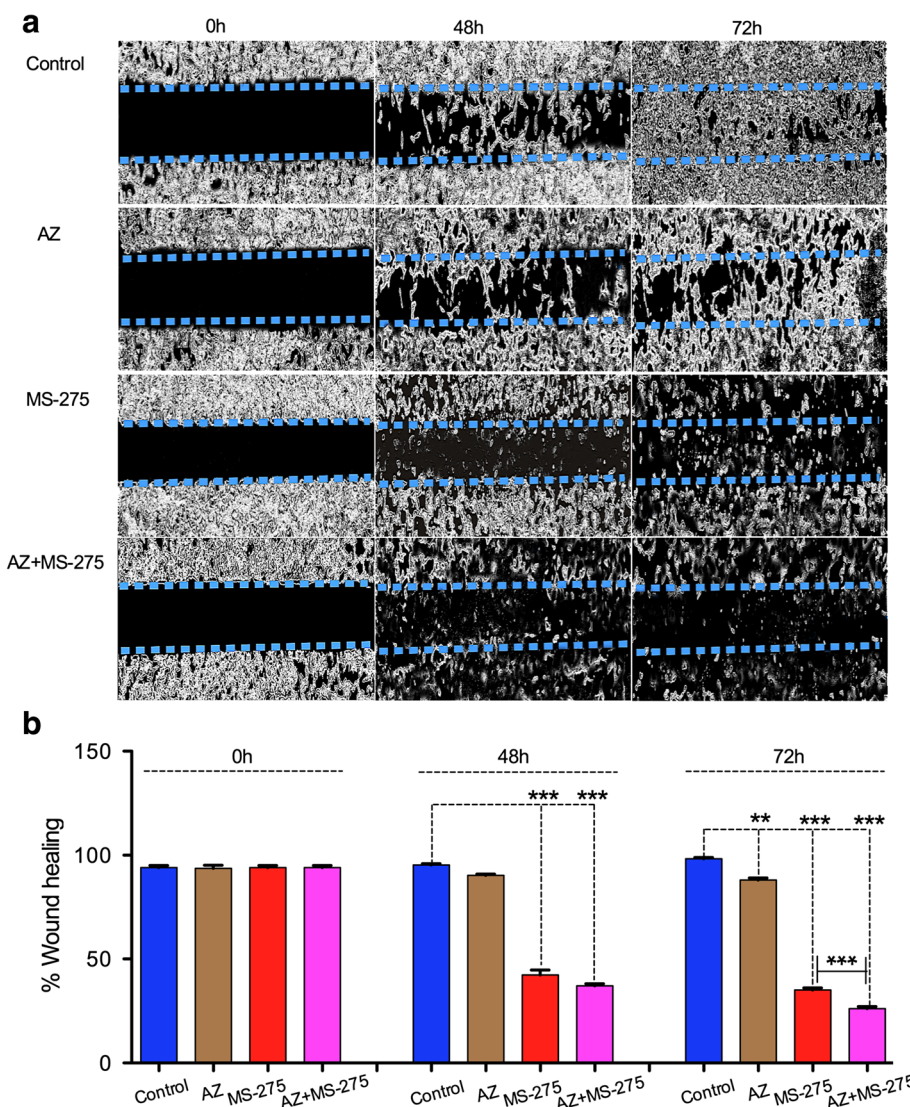 a
0h 48h 72h
Control
AZ
MS-275
AZ+MS-275
b
150
0h 48h 72h
*** ***
** *** ***
100
% Wound healing
50
***
0
Control AZ MS-275 AZ+MS-275 Control AZ MS-275 AZ+MS-275 Control AZ MS-275 AZ+MS-275